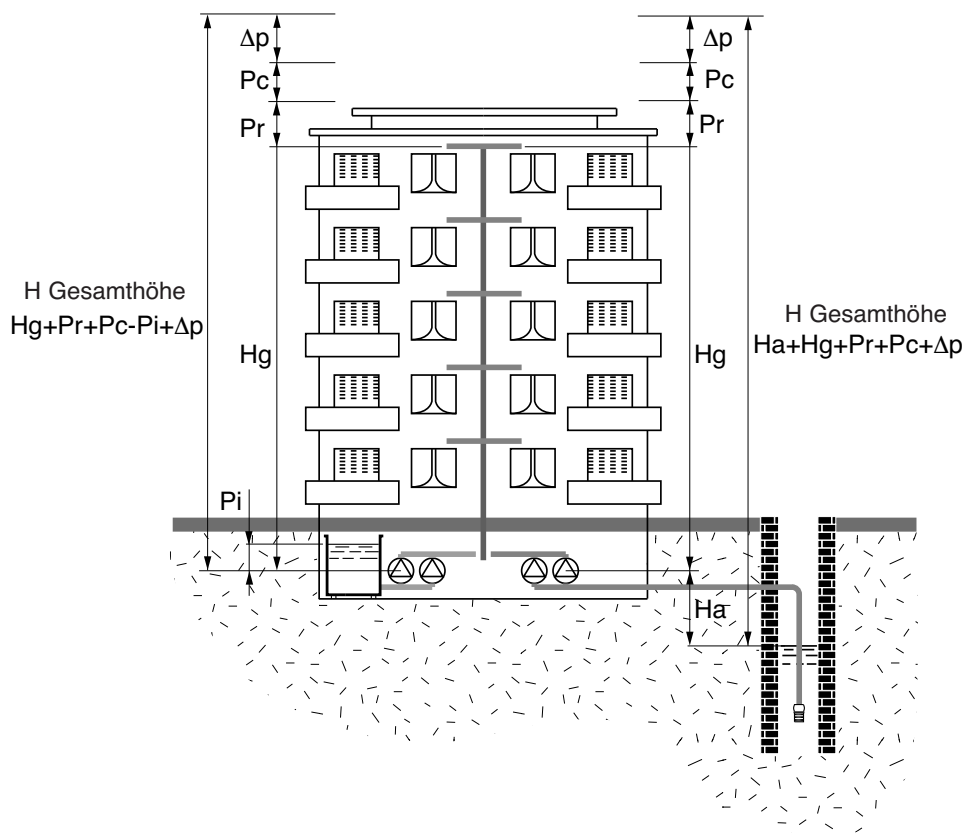 Δp
Pc
Pr
H Gesamthöhe
Hg+Pr+Pc-Pi+Δp
Hg
Pi
Δp
Pc
Pr
H Gesamthöhe
Ha+Hg+Pr+Pc+Δp
Hg
Ha